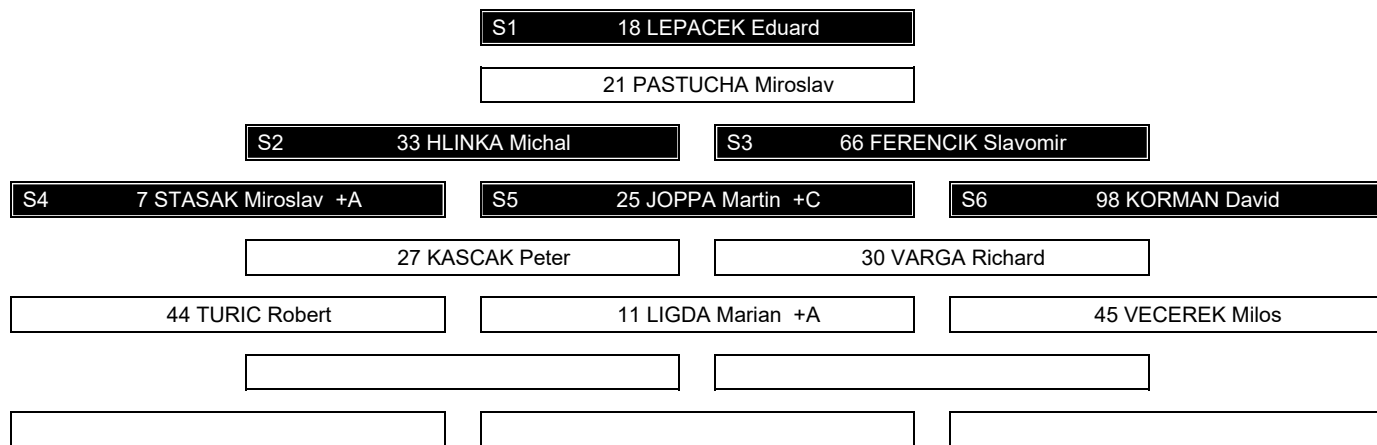 S1 18 LEPACEK Eduard
21 PASTUCHA Miroslav
S2 33 HLINKA Michal S3 66 FERENCIK Slavomir
S4 7 STASAK Miroslav +A S5 25 JOPPA Martin +C S6 98 KORMAN David
27 KASCAK Peter 30 VARGA Richard
44 TURIC Robert 11 LIGDA Marian +A 45 VECEREK Milos